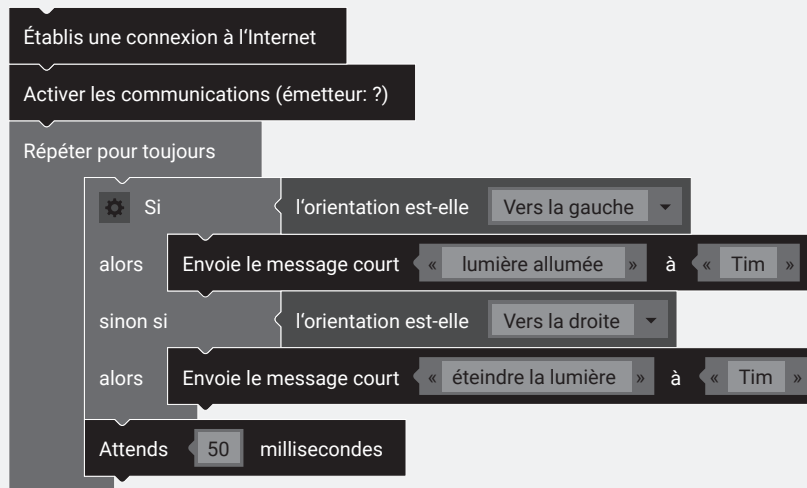 Établis une connexion à l‘Internet
Activer les communications (émetteur: ?)
Répéter pour toujours
Si l‘orientation est-elle Vers la gauche
alors Envoie le message court « lumière allumée » à « Tim »
sinon si l‘orientation est-elle Vers la droite
alors Envoie le message court « éteindre la lumière » à « Tim »
Attends 50 millisecondes